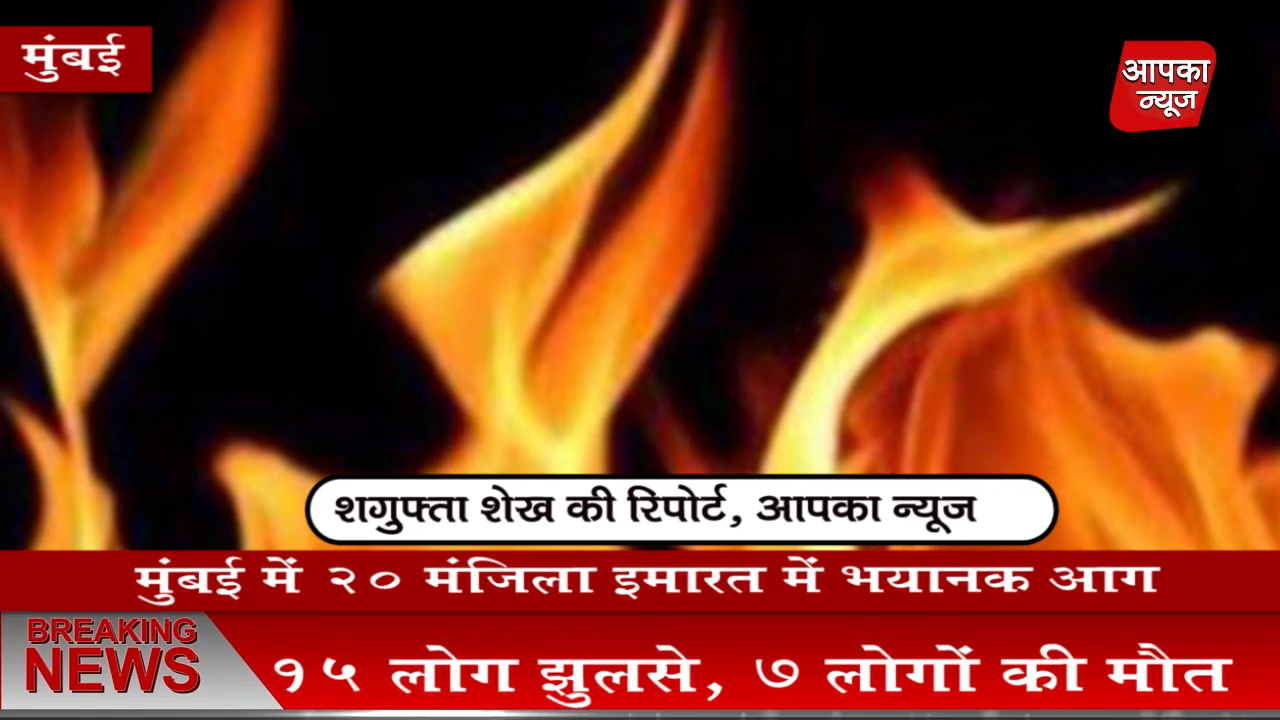 मुंबई
आपका
न्यूज
शगुफ्ता शेख की रिपोर्ट, आपका न्यूज
मुंबई में २० मंजिला इमारत में भयानक आग
BREAKING
NEWS
१५ लोग झुलसे, ७ लोगों की मौत